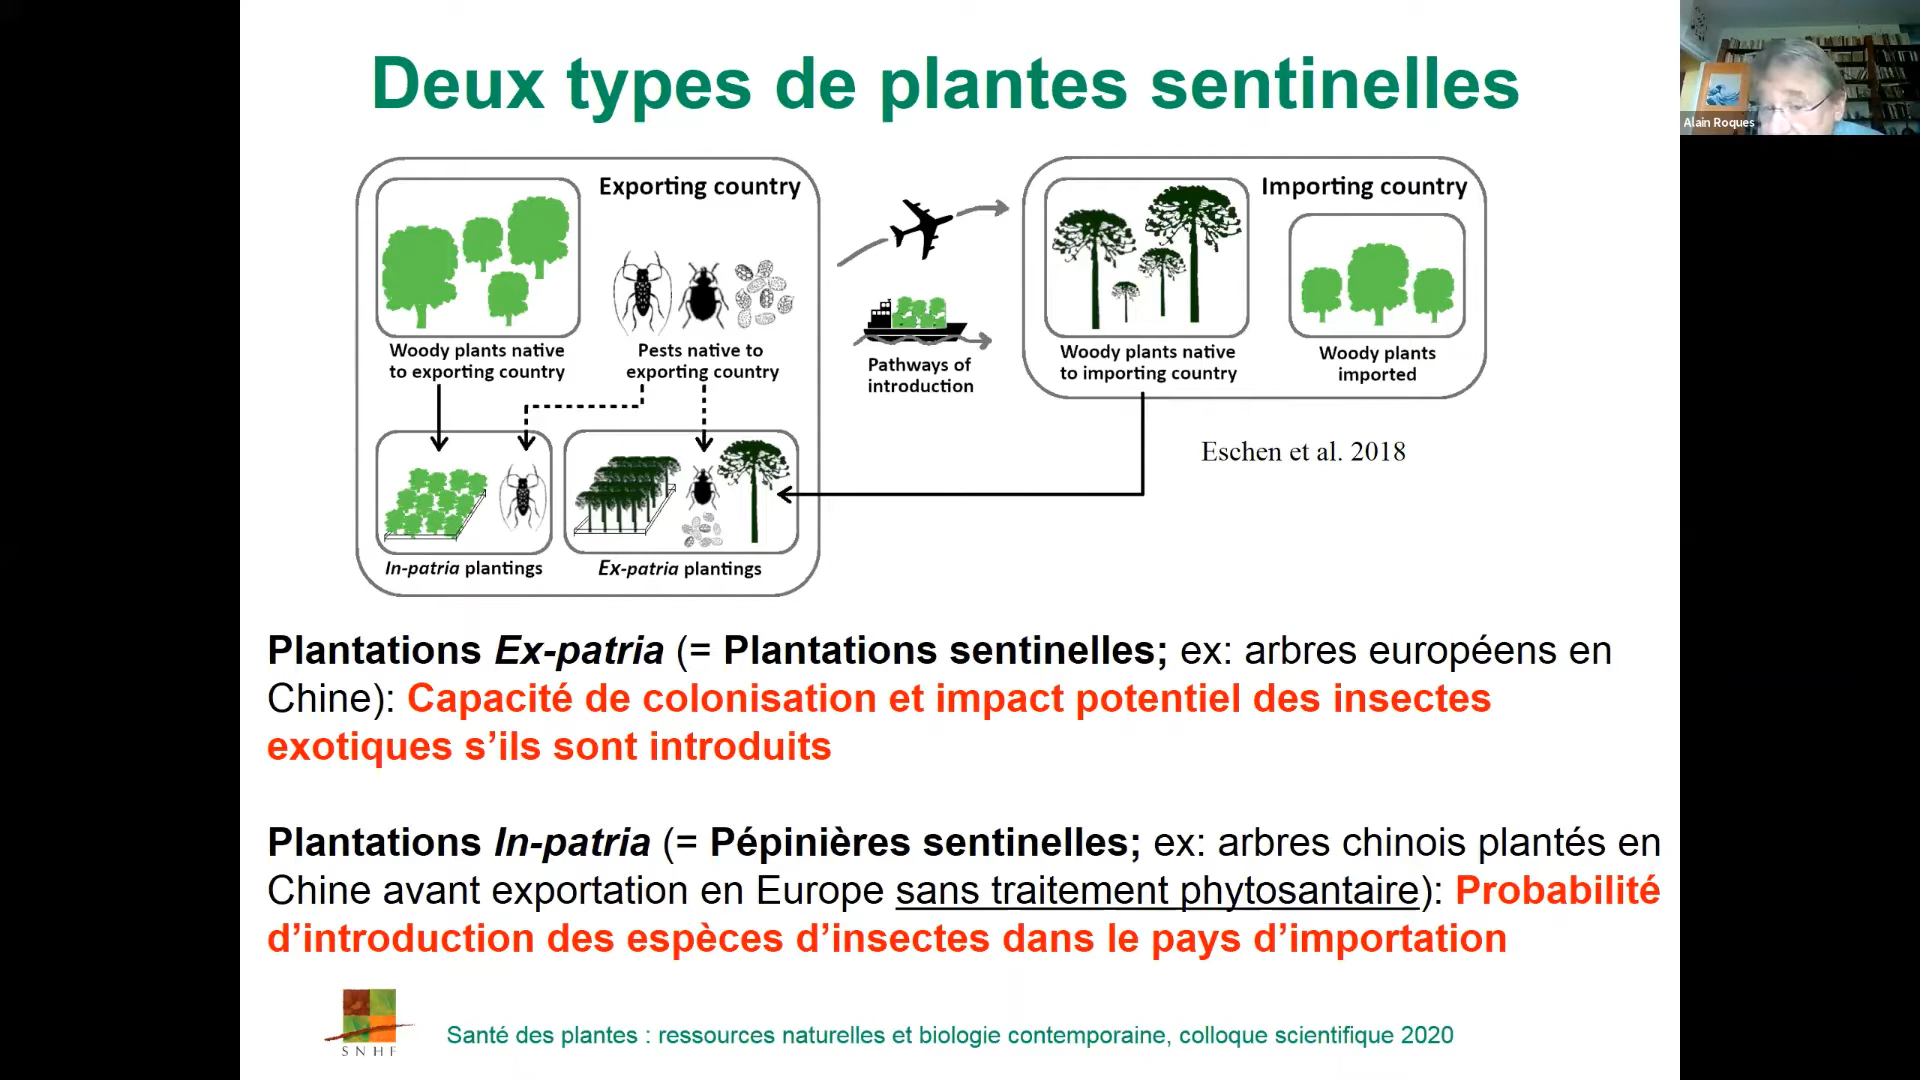 Deux types de plantes sentinelles
Alain Roques
Exporting country
Importing country
Woody plants native
to exporting country
Pests native to
exporting country
Pathways of
introduction
Woody plants native
to importing country
Woody plants
imported
Eschen et al. 2018
In-patria plantings
Ex-patria plantings
Plantations Ex-patria (= Plantations sentinelles; ex: arbres européens en
Chine): Capacité de colonisation et impact potentiel des insectes
exotiques s’ils sont introduits
Plantations In-patria (= Pépinières sentinelles; ex: arbres chinois plantés en
Chine avant exportation en Europe sans traitement phytosantaire): Probabilité
d’introduction des espèces d’insectes dans le pays d’importation
SNHF
Santé des plantes : ressources naturelles et biologie contemporaine, colloque scientifique 2020